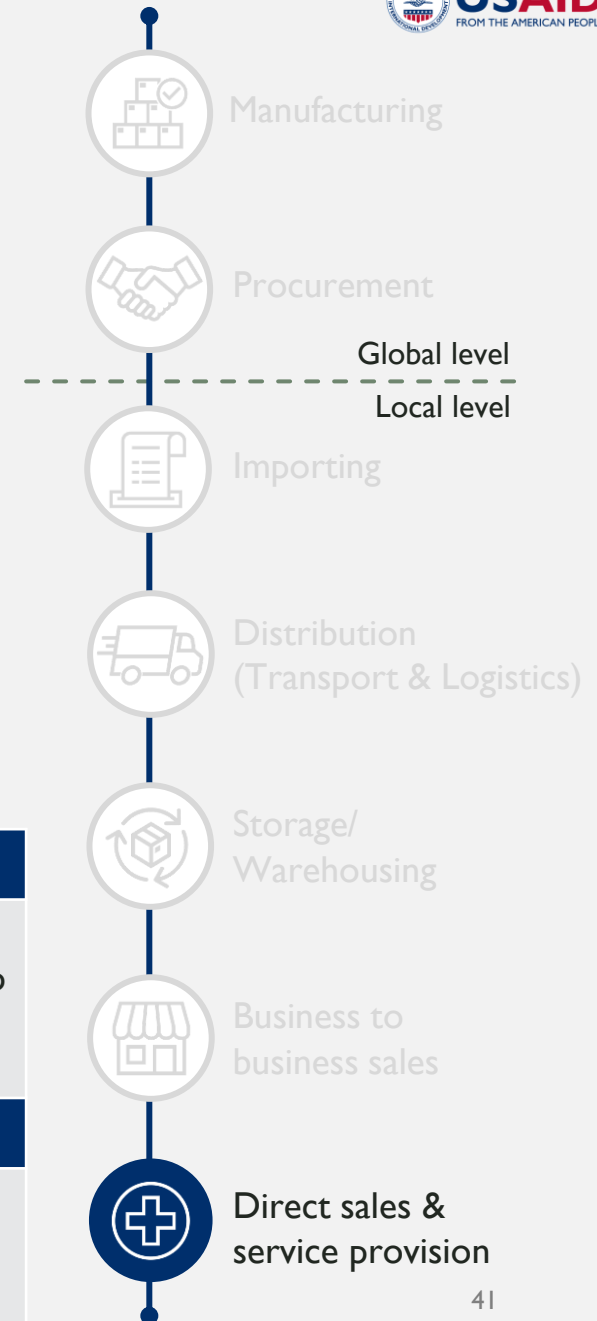 USAID
FROM THE AMERICAN PEOPL
Manufacturing
Procurement
Global level
Local level
Importing
Distribution
(Transport & Logistics)
Storage/
Warehousing
Business to
business sales
Direct sales &
service provision
41